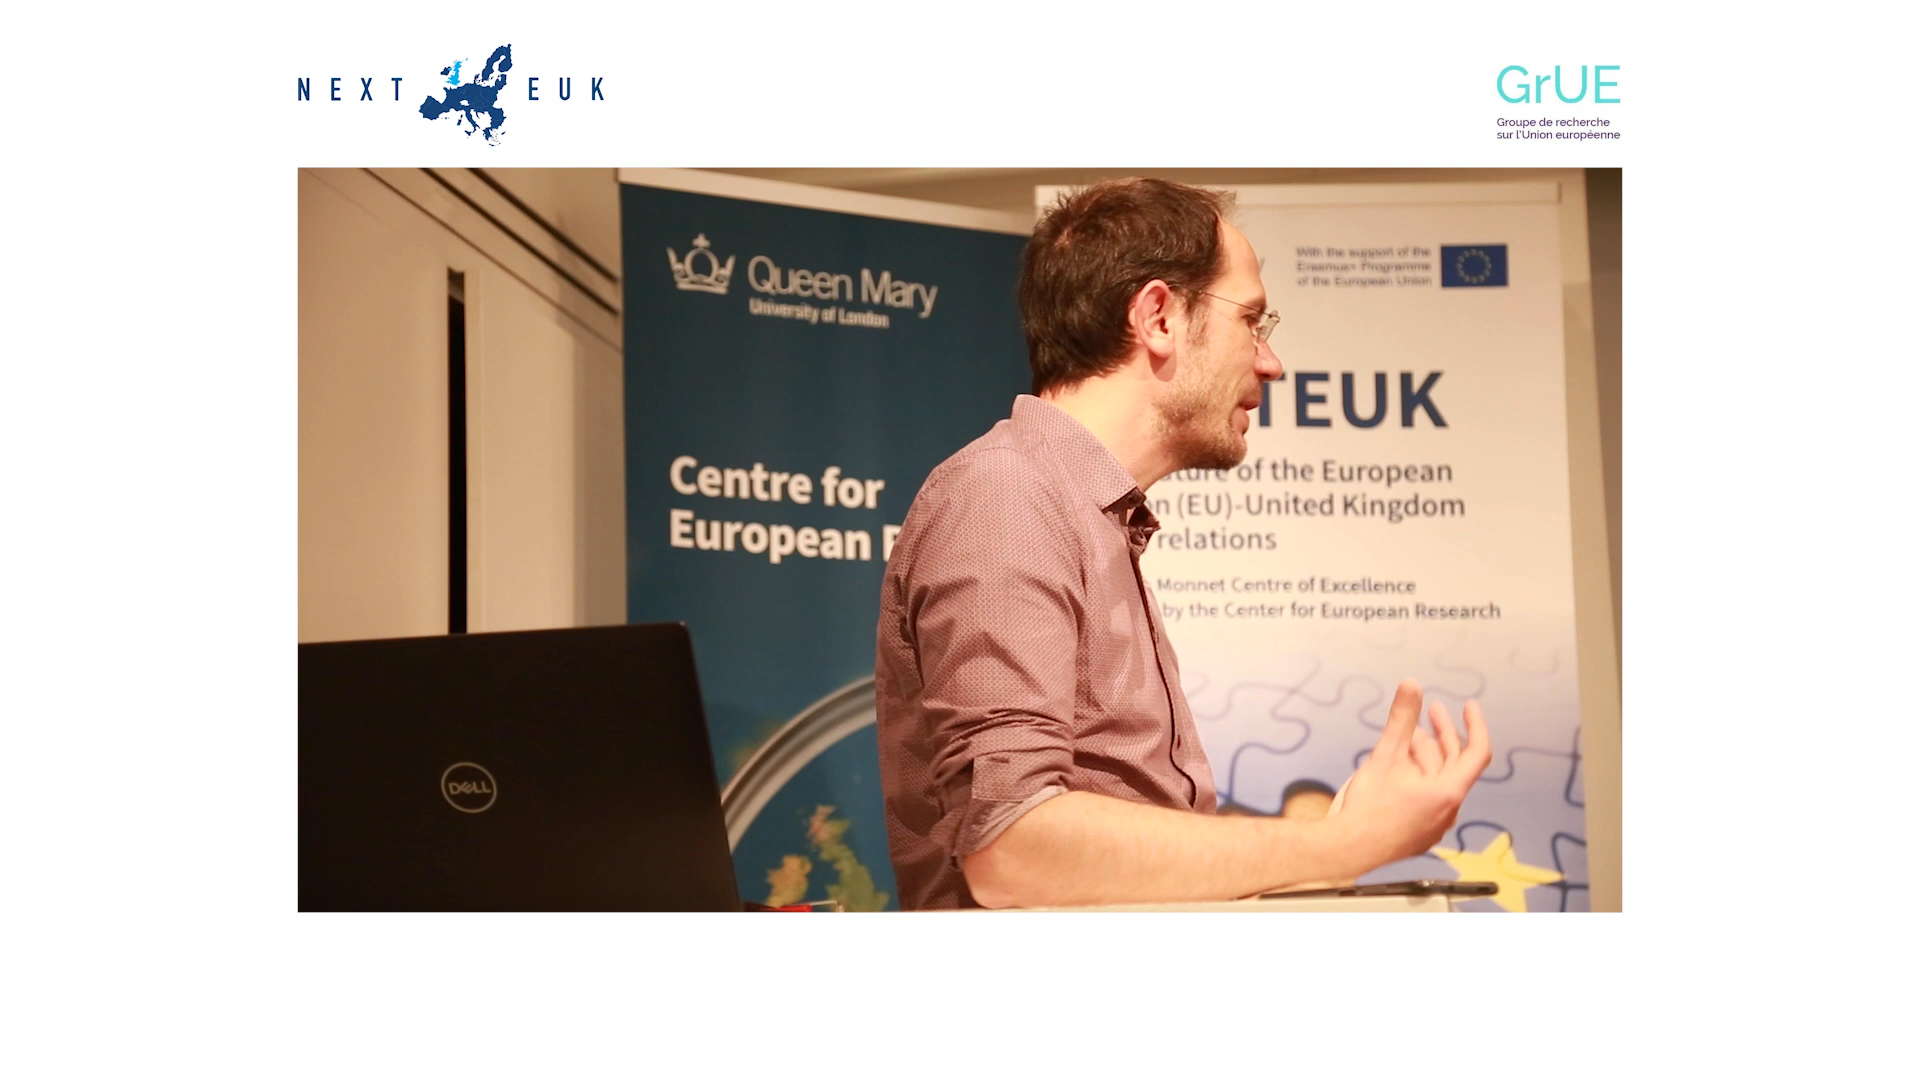 NEXT EUK
GrUE
Groupe de recherche
sur l'Union européenne
Queen Mary
University of London
Centre for
European
With the support of the
Erasmus+ Programme
of the European Union
TEUK
of the European
(EU)-United Kingdom
relations
Monnet Centre of Excellence
by the Center for European Research
DELL